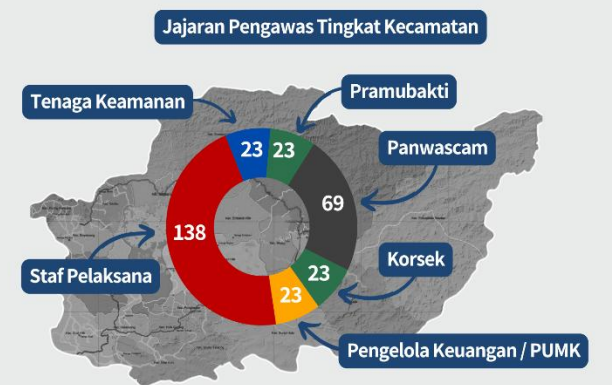 Jajaran Pengawas Tingkat Kecamatan
Tenaga Keamanan
Pramubakti
Panwascam
Korsek
Pengelola Keuangan / PUMK
Staf Pelaksana
23
23
69
23
23
138